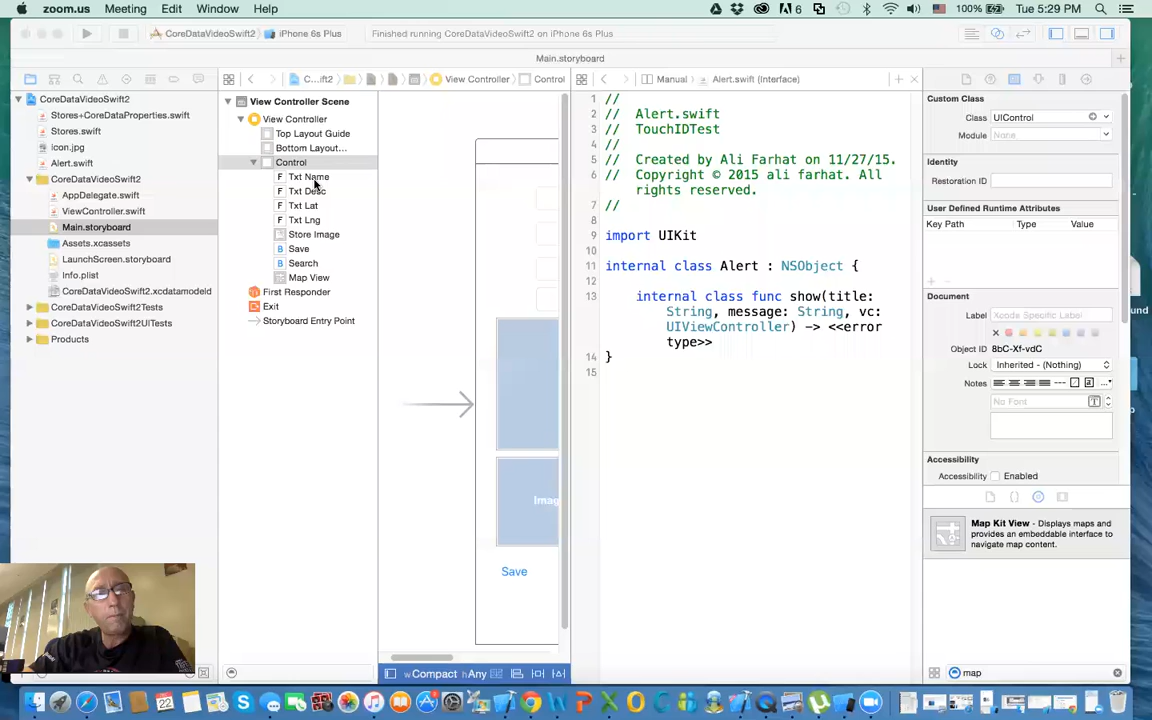 zoom.us Meeting Edit Window Help
6 100% Tue 5:29 PM
CoreDataVideoSwift2 iPhone 6s Plus Finished running CoreDataVideoSwift2 on iPhone 6s Plus
Main.storyboard
C...ift2 View Controller Control
Manual Alert.swift (Interface)
CoreDataVideoSwift2
Stores+CoreDataProperties.swift
Stores.swift
Icon.jpg
Alert.swift
CoreDataVideoSwift2
AppDelegate.swift
ViewController.swift
Main.storyboard
Assets.xcassets
LaunchScreen.storyboard
Info.plist
CoreDataVideoSwift2.xcdatamodeld
CoreDataVideoSwift2Tests
CoreDataVideoSwift2UITests
Products
View Controller Scene
View Controller
Top Layout Guide
Bottom Layout...
Control
F Txt Name
F Txt Desc
F Txt Lat
F Txt Lng
Store Image
B Save
B Search
Map View
First Responder
Exit
Storyboard Entry Point
Imag
Save
wCompact hAny
1 //
2 // Alert.swift
3 // TouchIDTest
4 //
5 // Created by Ali Farhat on 11/27/15.
6 // Copyright © 2015 ali farhat. All
rights reserved.
7 //
8
9 import UIKit
10
11 internal class Alert : NSObject {
12
13 internal class func show(title:
String, message: String, vc:
UIViewController) -> <<error
type>>
14 }
15
Custom Class
Class UIControl
Module None
Identity
Restoration ID
User Defined Runtime Attributes
Key Path Type Value
Document
Label Xcode Specific Label
Object ID 8bC-Xf-vdC
Lock Inherited - (Nothing)
Notes
No Font
Accessibility
Accessibility Enabled
Map Kit View - Displays maps and
provides an embeddable interface to
navigate map content.
map
ound